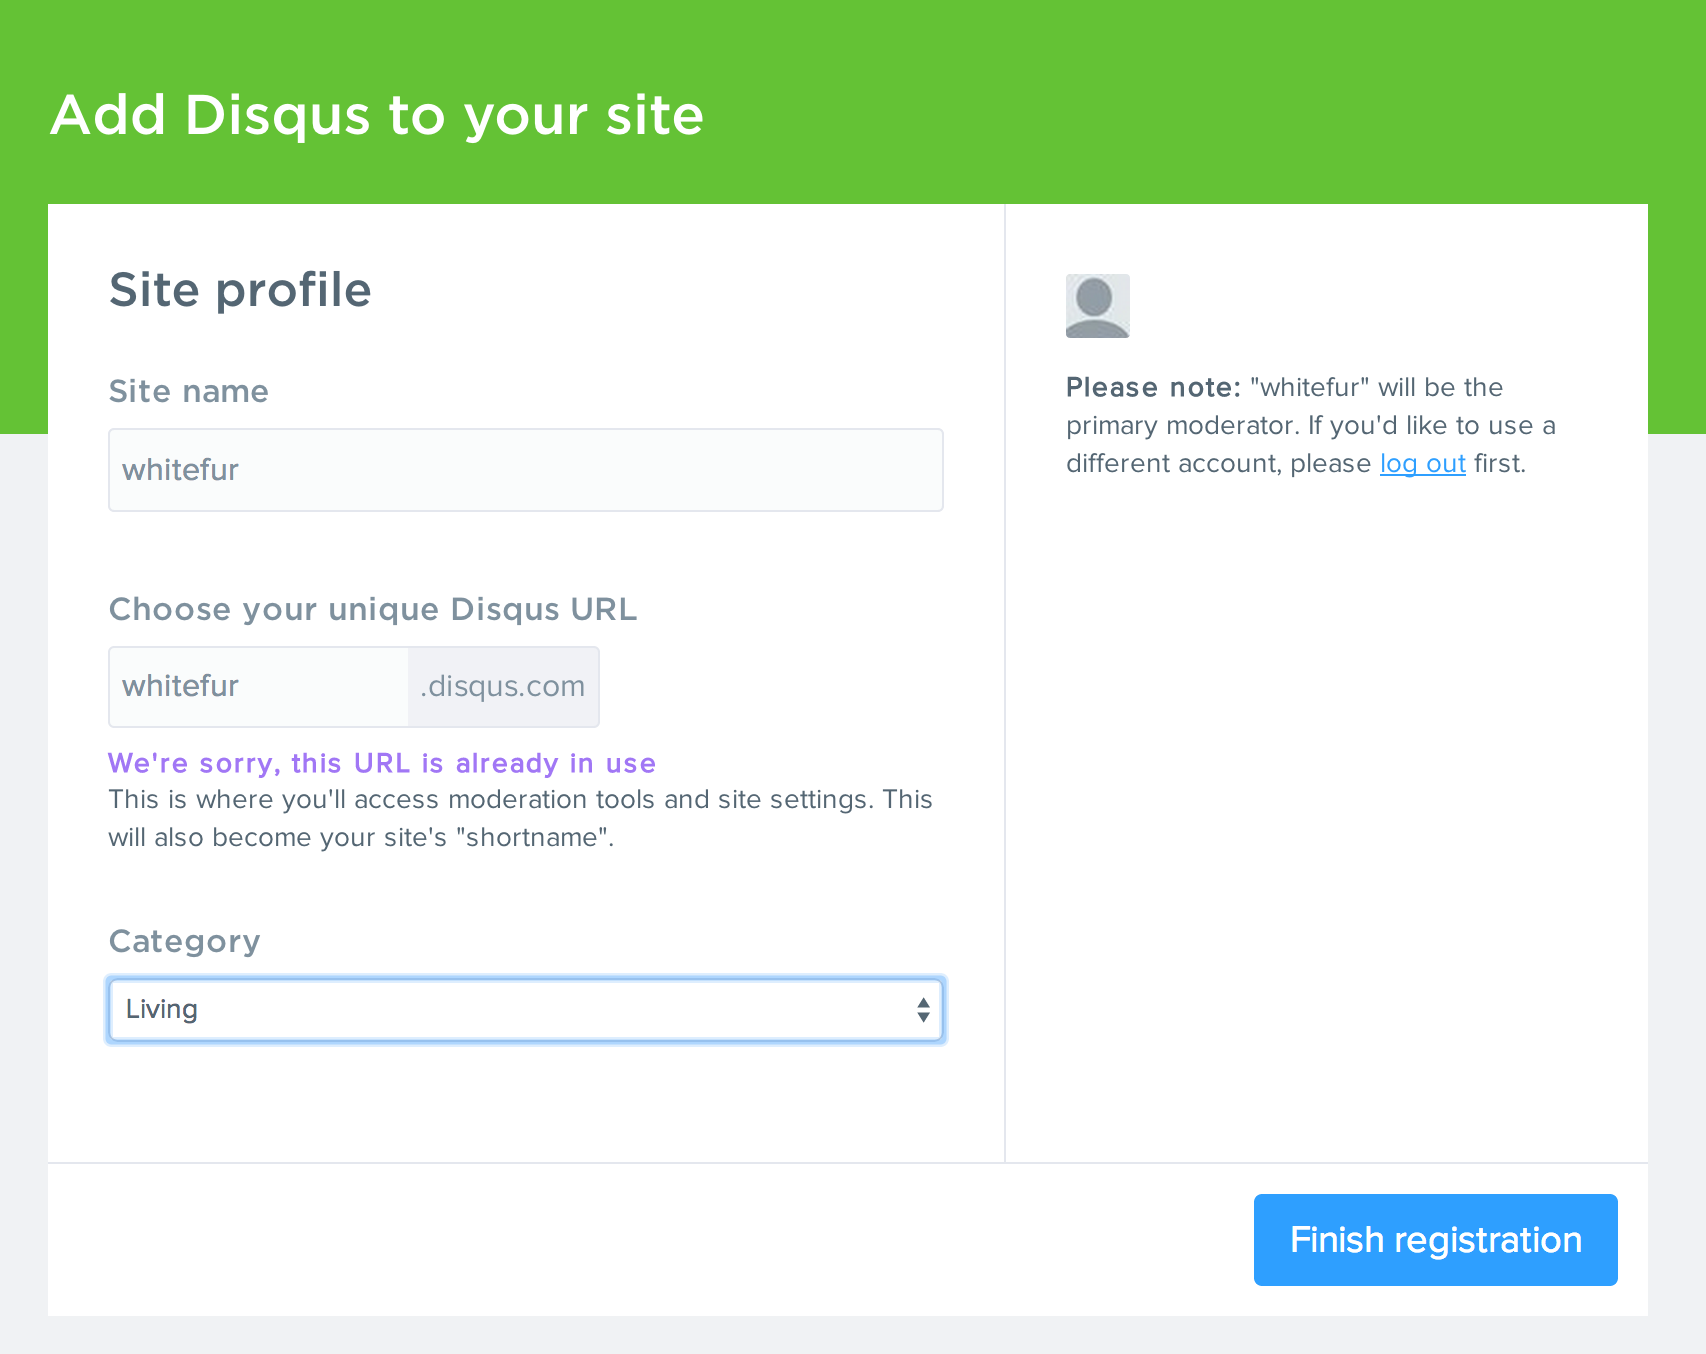 Add Disqus to your site
Site profile
Site name
whitefur
Choose your unique Disqus URL
whitefur .disqus.com
We're sorry, this URL is already in use
This is where you'll access moderation tools and site settings. This
will also become your site's "shortname".
Category
Living
Please note: "whitefur" will be the
primary moderator. If you'd like to use a
different account, please log out first.
Finish registration